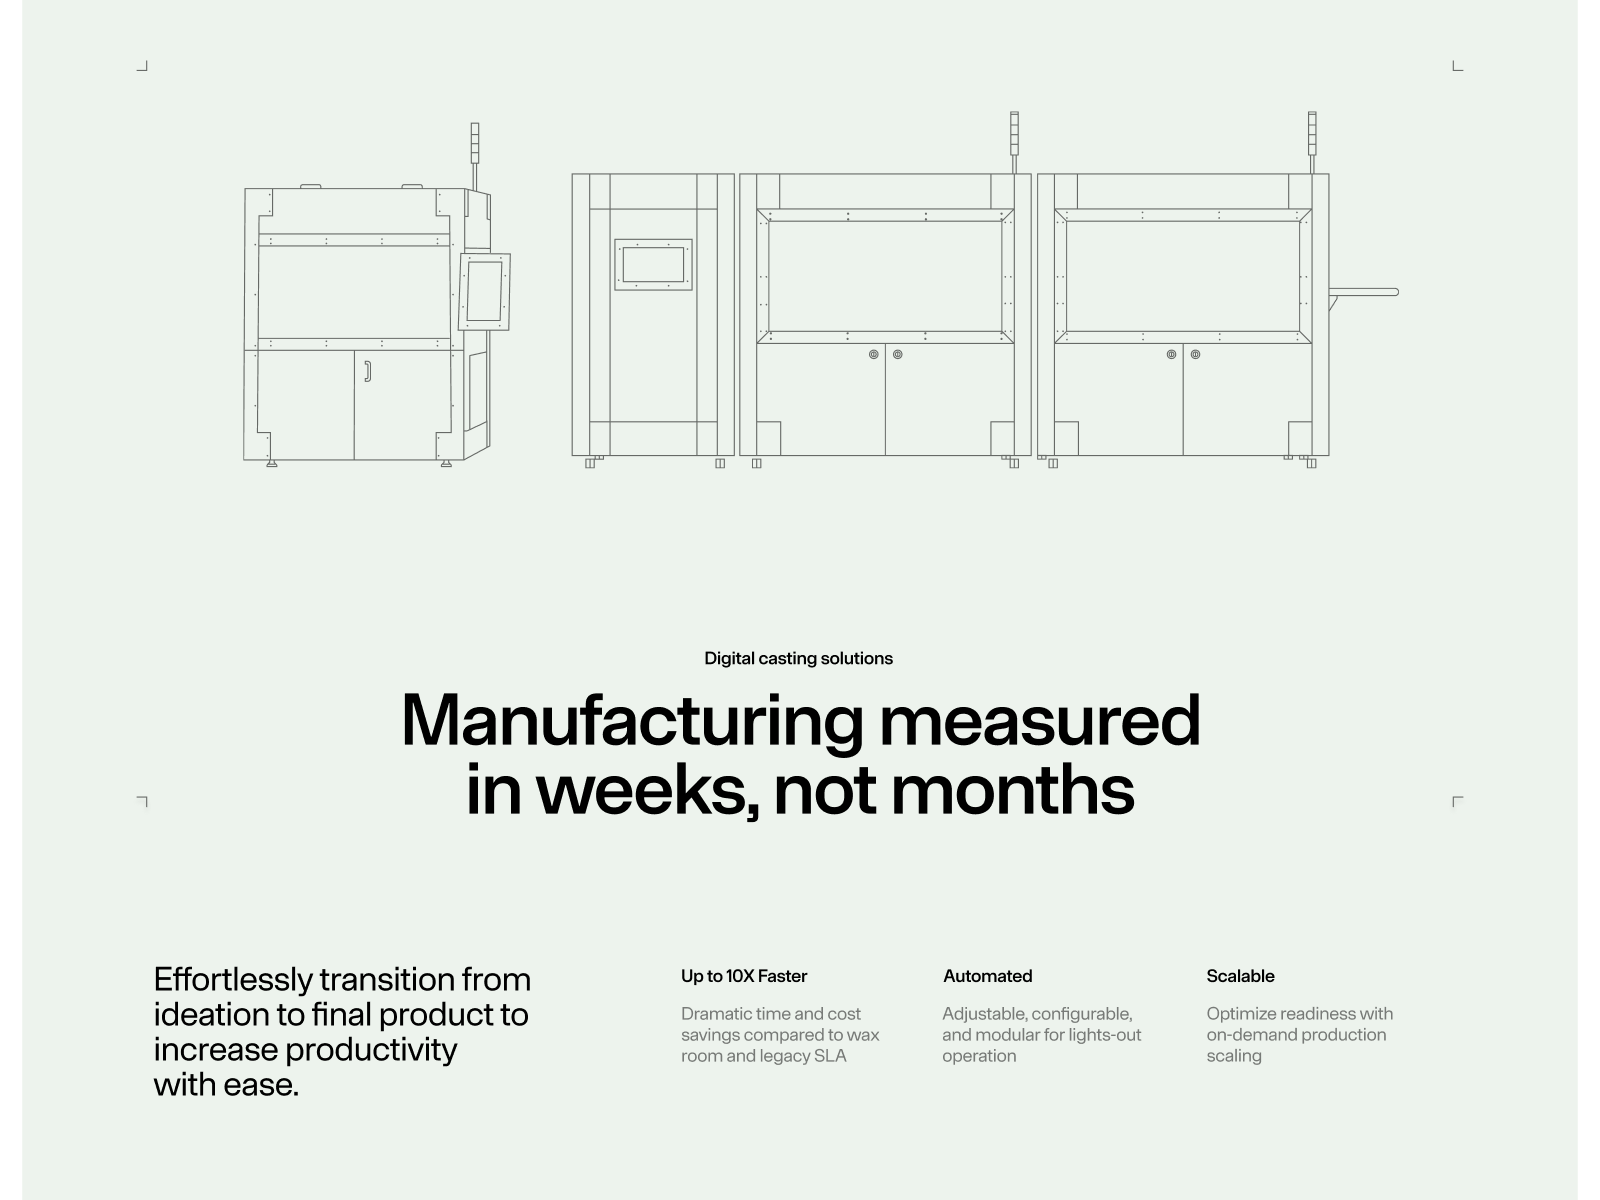 Digital casting solutions
Manufacturing measured
in weeks, not months
Effortlessly transition from
ideation to final product to
increase productivity
with ease.
Up to 10X Faster
Dramatic time and cost
savings compared to wax
room and legacy SLA
Automated
Adjustable, configurable,
and modular for lights-out
operation
Scalable
Optimize readiness with
on-demand production
scaling